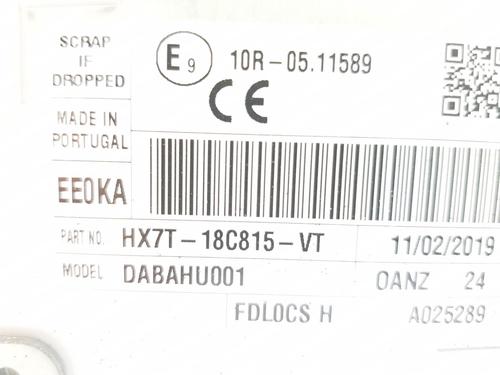 SCRAP
IF
DROPPED
E9 10R-05.11589
CE
MADE IN
PORTUGAL
EE0KA
PART NO. HX7T-18C815-VT 11/02/2019
MODEL DABAHU001 OANZ 24
FDL0CS H A025289